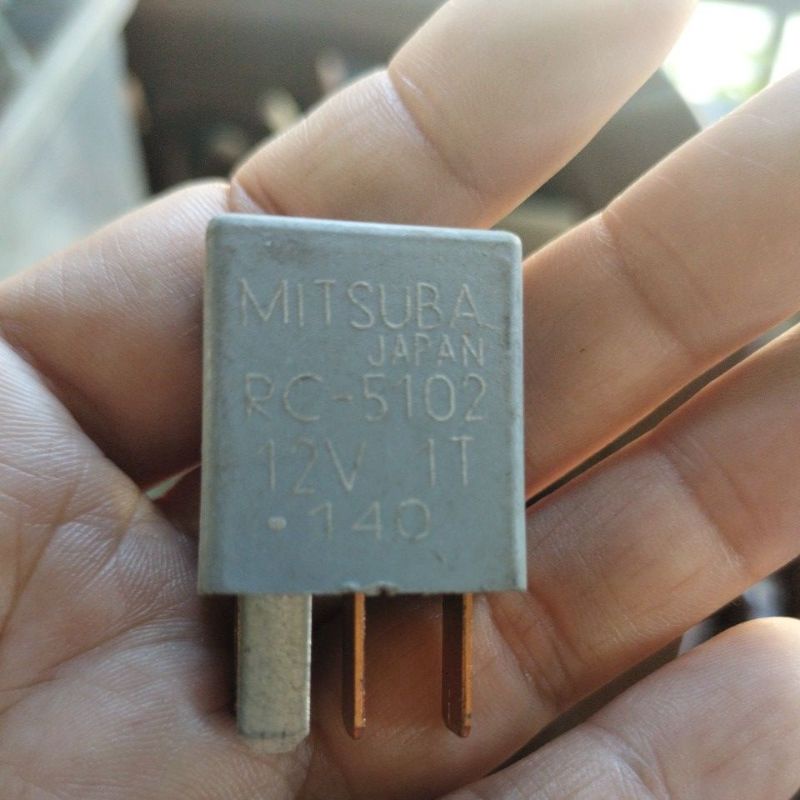 MITSUBA
JAPAN
RC-5102
12V 1T
·140